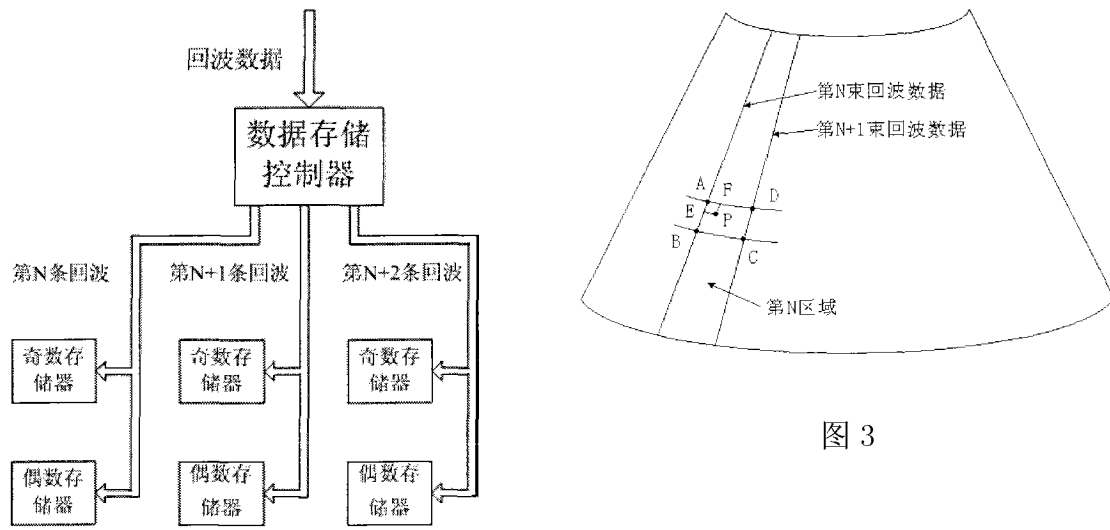 回波数据
数据存储
控制器
第N条回波
第N+1条回波
第N+2条回波
奇数存
储器
奇数存
储器
奇数存
储器
偶数存
储器
偶数存
储器
偶数存
储器
第N束回波数据
第N+1束回波数据
A
F
D
E
P
B
C
第N区域
图 3